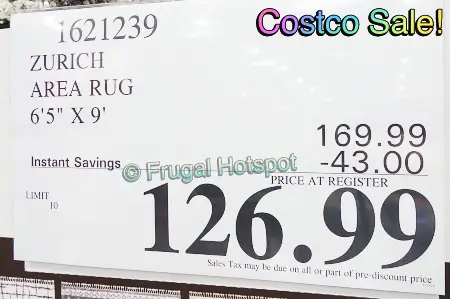 Costco Sale!
1621239
ZURICH
AREA RUG
6'5" X 9'
169.99
Instant Savings -43.00
© Frugal Hotspot
PRICE AT REGISTER
LIMIT
10
126.99
Sales Tax may be due on all or part of pre-discount price